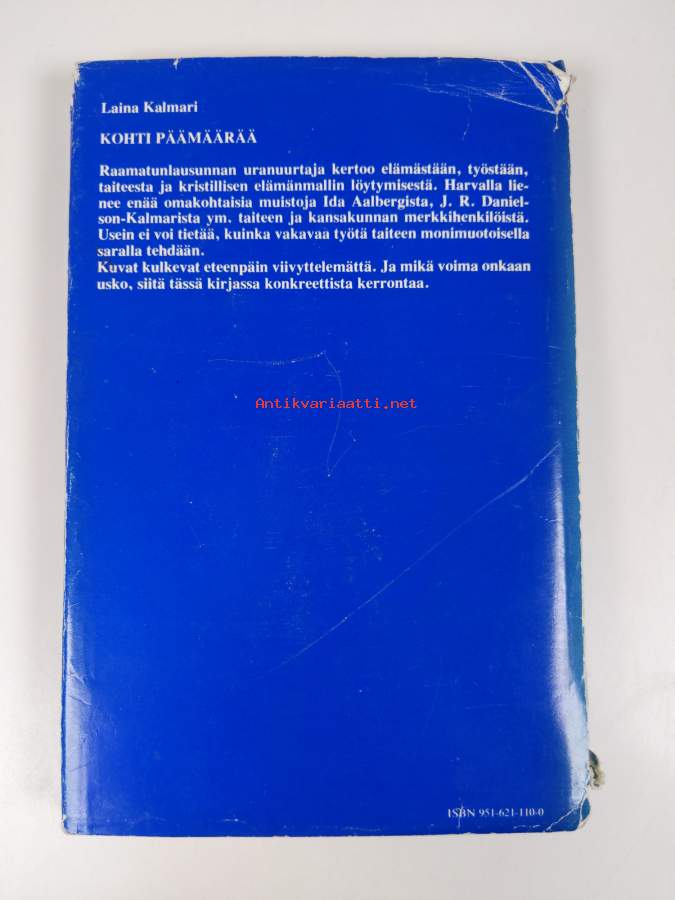 Laina Kalmari
KOHTI PÄÄMÄÄRÄÄ
Raamatunlausunnan uranuurtaja kertoo elämästään, työstään,
taiteesta ja kristillisen elämänmallin löytymisestä. Harvalla lie-
nee enää omakohtaisia muistoja Ida Aalbergista, J. R. Daniel-
son-Kalmarista ym. taiteen ja kansakunnan merkkihenkilöistä.
Usein ei voi tietää, kuinka vakavaa työtä taiteen monimuotoisella
saralla tehdään.
Kuvat kulkevat eteenpäin viivyttelemättä. Ja mikä voima onkaan
usko, siitä tässä kirjassa konkreettista kerrontaa.
Antikvariaatti.net
ISBN 951-621-110-0